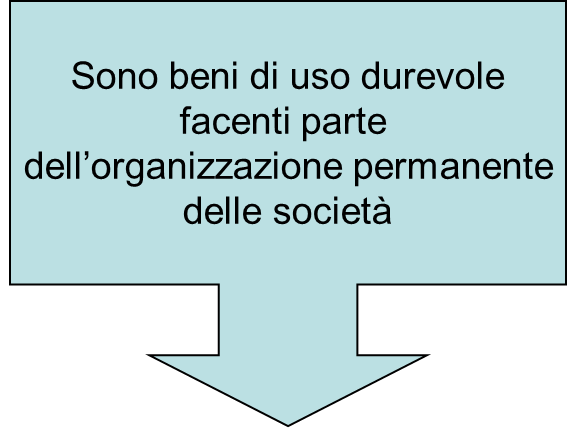 Sono beni di uso durevole
facenti parte
dell’organizzazione permanente
delle società